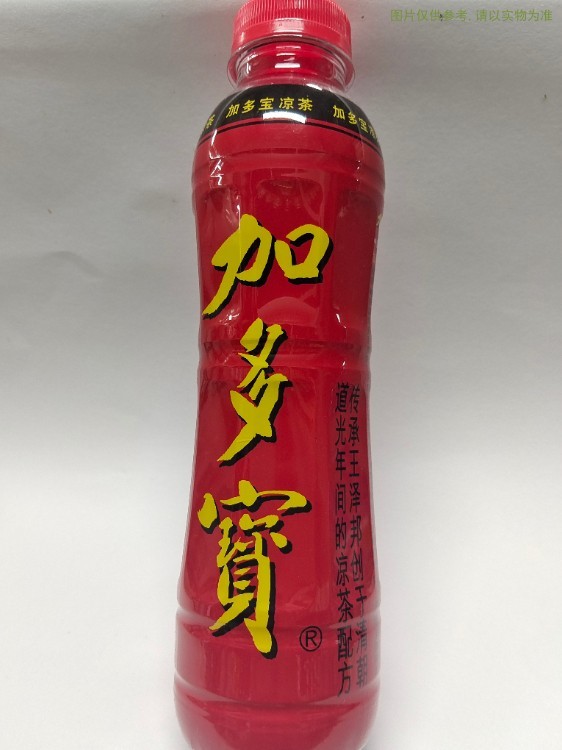 图片仅供参考,请以实物为准
茶 加多宝凉茶 加多宝
加多寳
®
传承王泽邦创于清朝
道光年间的凉茶配方